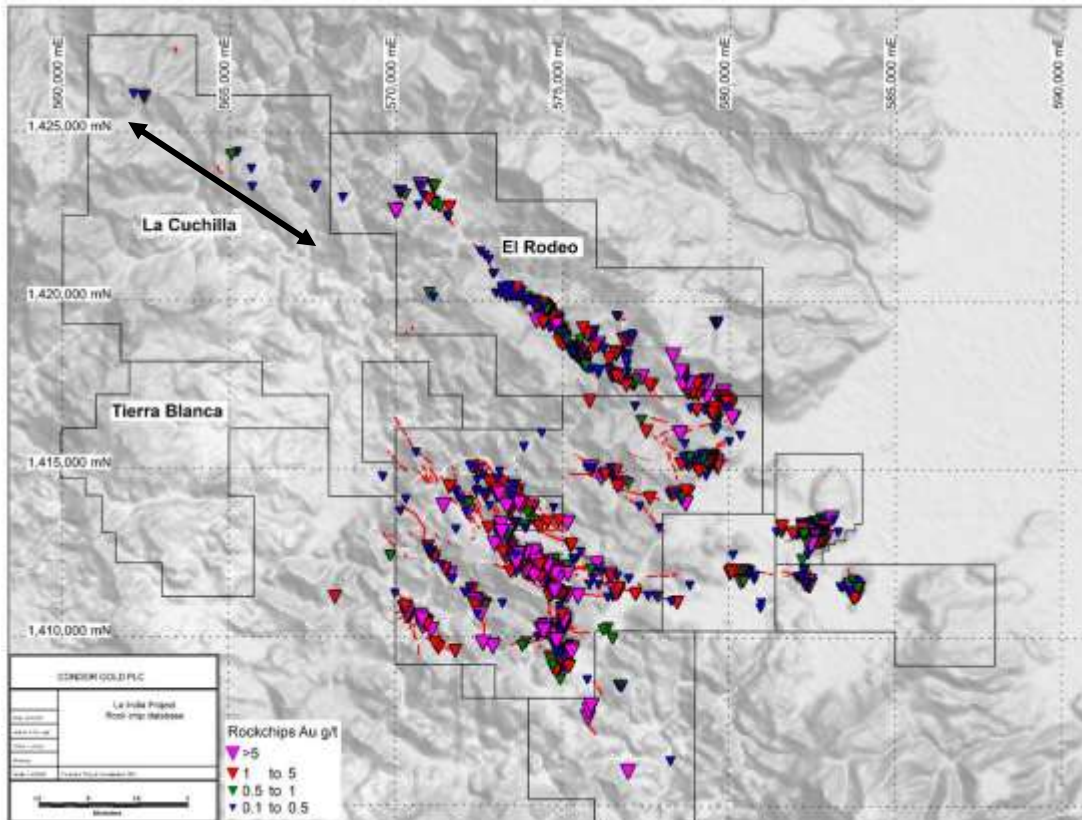 560,000 mE
565,000 mE
570,000 mE
575,000 mE
580,000 mE
585,000 mE
590,000 mE
1,425,000 mN
1,420,000 mN
1,415,000 mN
1,410,000 mN
La Cuchilla
El Rodeo
Tierra Blanca
CONDOR GOLD PLC
La India Project
Rock chip database
Rockchips Au g/t
>5
1 to 5
0.5 to 1
0.1 to 0.5